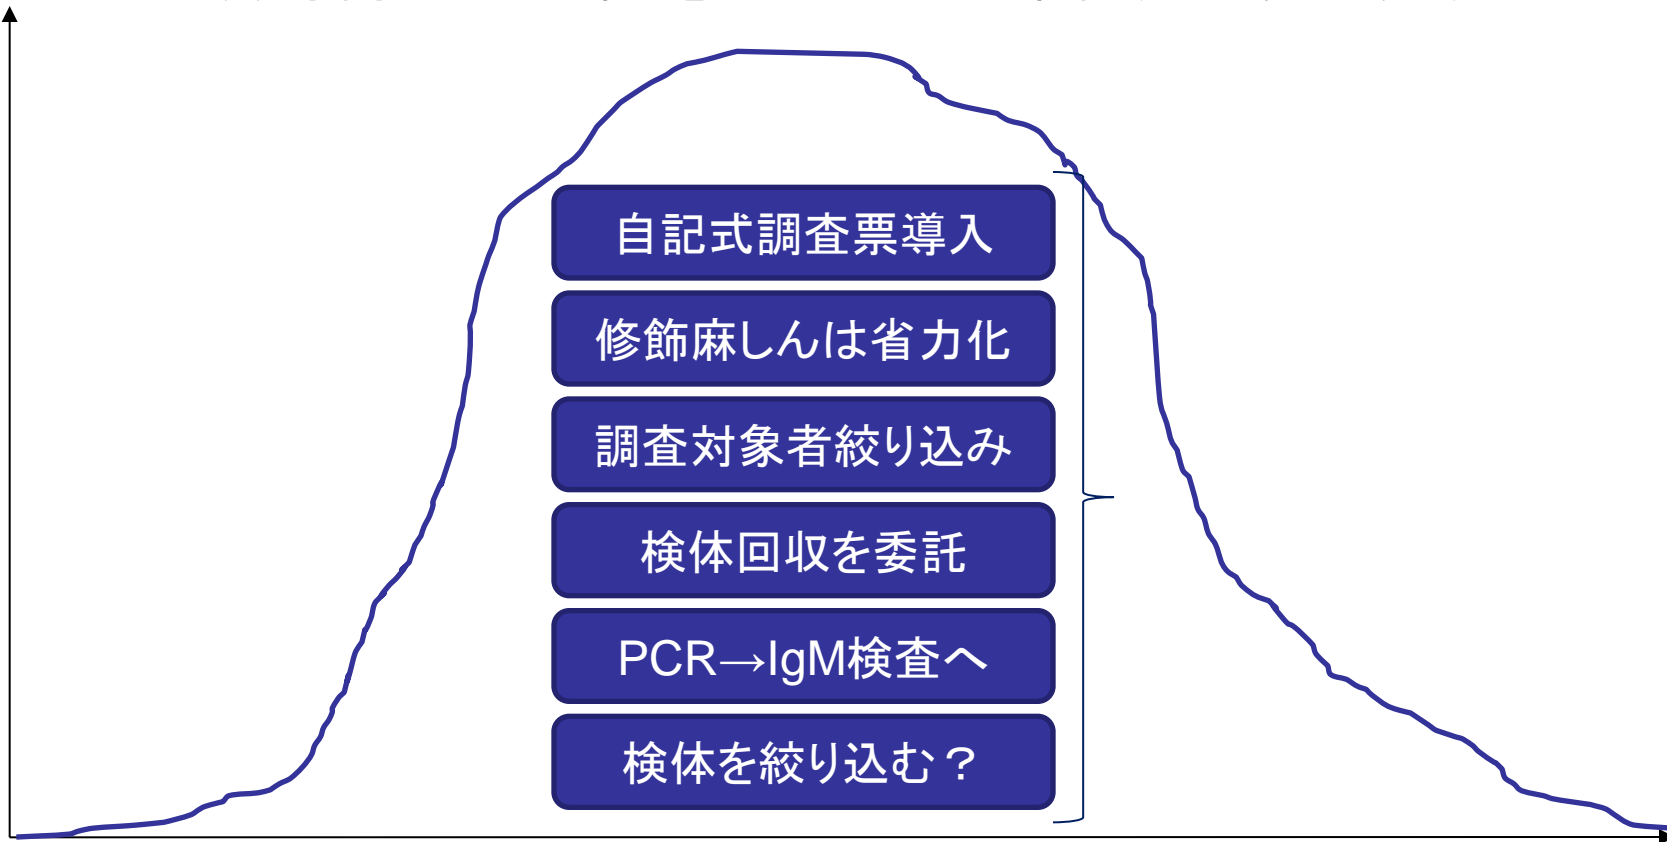 自記式調査票導入
修飾麻しんは省力化
調査対象者絞り込み
検体回収を委託
PCR→IgM検査へ
検体を絞り込む？